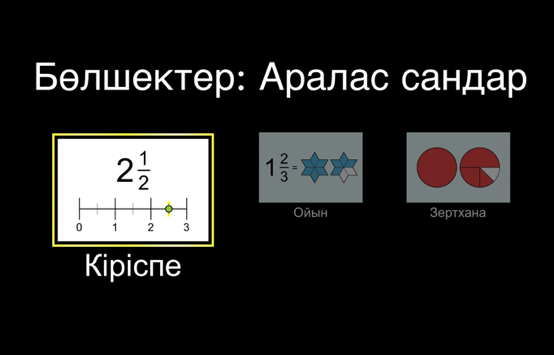 Бөлшектер: Аралас сандар
2 1/2
0 1 2 3
Кіріспе
1 2/3 =
Ойын
Зертхана